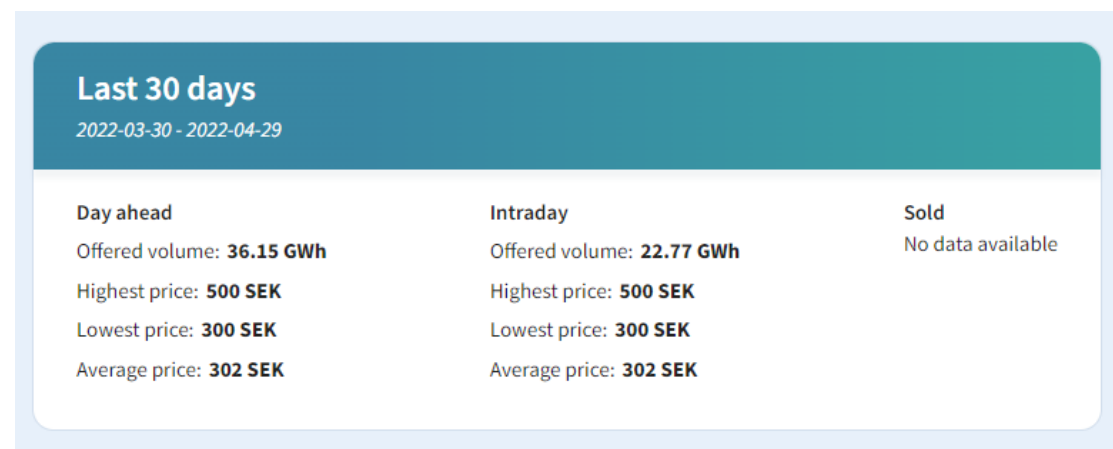 Last 30 days
2022-03-30 - 2022-04-29
Day ahead
Offered volume: 36.15 GWh
Highest price: 500 SEK
Lowest price: 300 SEK
Average price: 302 SEK
Intraday
Offered volume: 22.77 GWh
Highest price: 500 SEK
Lowest price: 300 SEK
Average price: 302 SEK
Sold
No data available